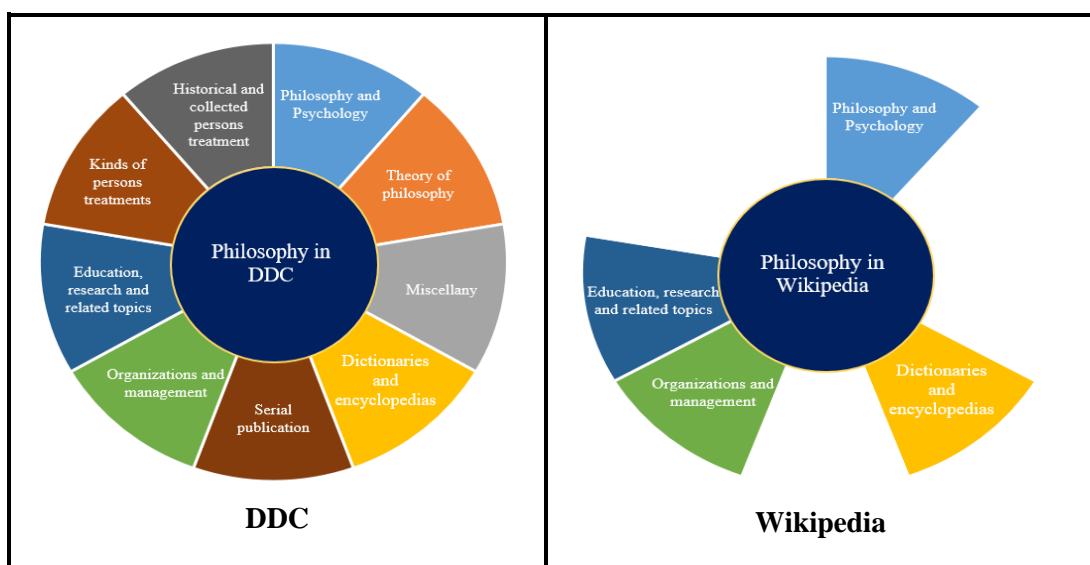 Historical and
collected
persons
treatment
Philosophy and
Psychology
Theory of
philosophy
Miscellany
Dictionaries
and
encyclopedias
Serial
publication
Organizations and
management
Education,
research and
related topics
Kinds of
persons
treatments
Philosophy in
DDC
DDC
Philosophy and
Psychology
Dictionaries
and
encyclopedias
Organizations and
management
Education, research
and related topics
Philosophy in
Wikipedia
Wikipedia